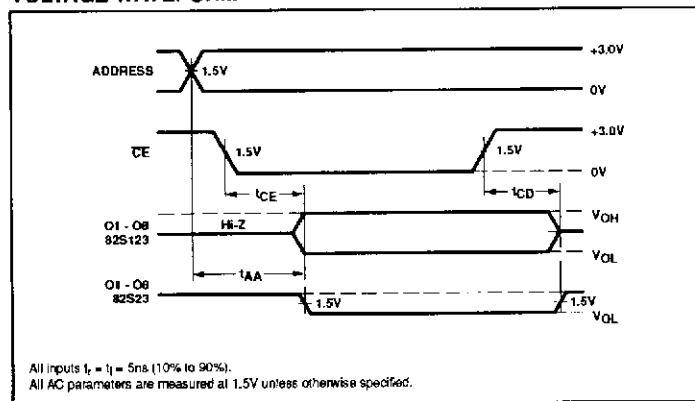 ADDRESS
1.5V
+3.0V
0V
CE
1.5V
1.5V
+3.0V
0V
tCE
tCD
O1 - O8
82S123
Hi-Z
VOH
VOL
tAA
O1 - O8
82S23
1.5V
1.5V
VOL
All inputs tr = tf = 5ns (10% to 90%).
All AC parameters are measured at 1.5V unless otherwise specified.